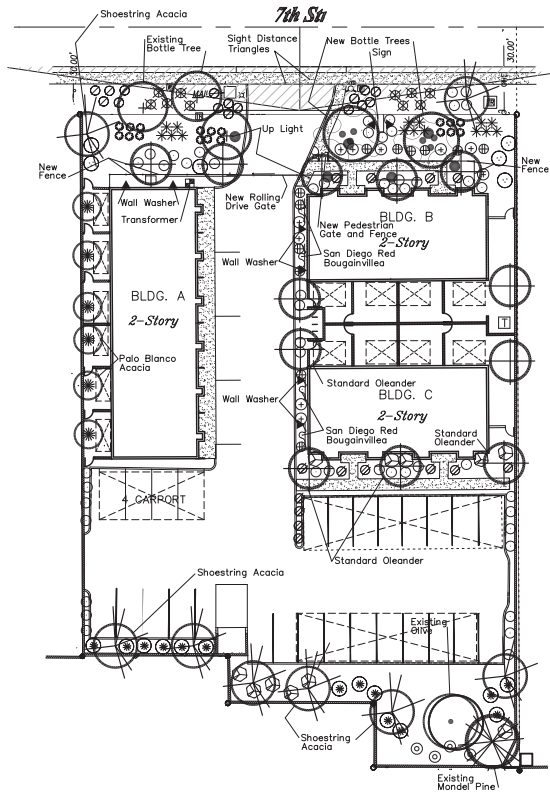 7th St
Shoestring Acacia
Existing
Bottle Tree
Sight Distance
Triangles
New Bottle Trees
Sign
30.00'
30.00'
Up Light
New
Fence
New
Fence
Wall Washer
Transformer
New Rolling
Drive Gate
BLDG. B
2-Story
New Pedestrian
Gate and Fence
San Diego Red
Bougainvillea
Wall Washer
BLDG. A
2-Story
T
Palo Blanco
Acacia
Standard Oleander
BLDG. C
2-Story
Wall Washer
San Diego Red
Bougainvillea
Standard
Oleander
4 CARPORT
Standard Oleander
Shoestring Acacia
Existing
Olive
Shoestring
Acacia
Existing
Mondel Pine